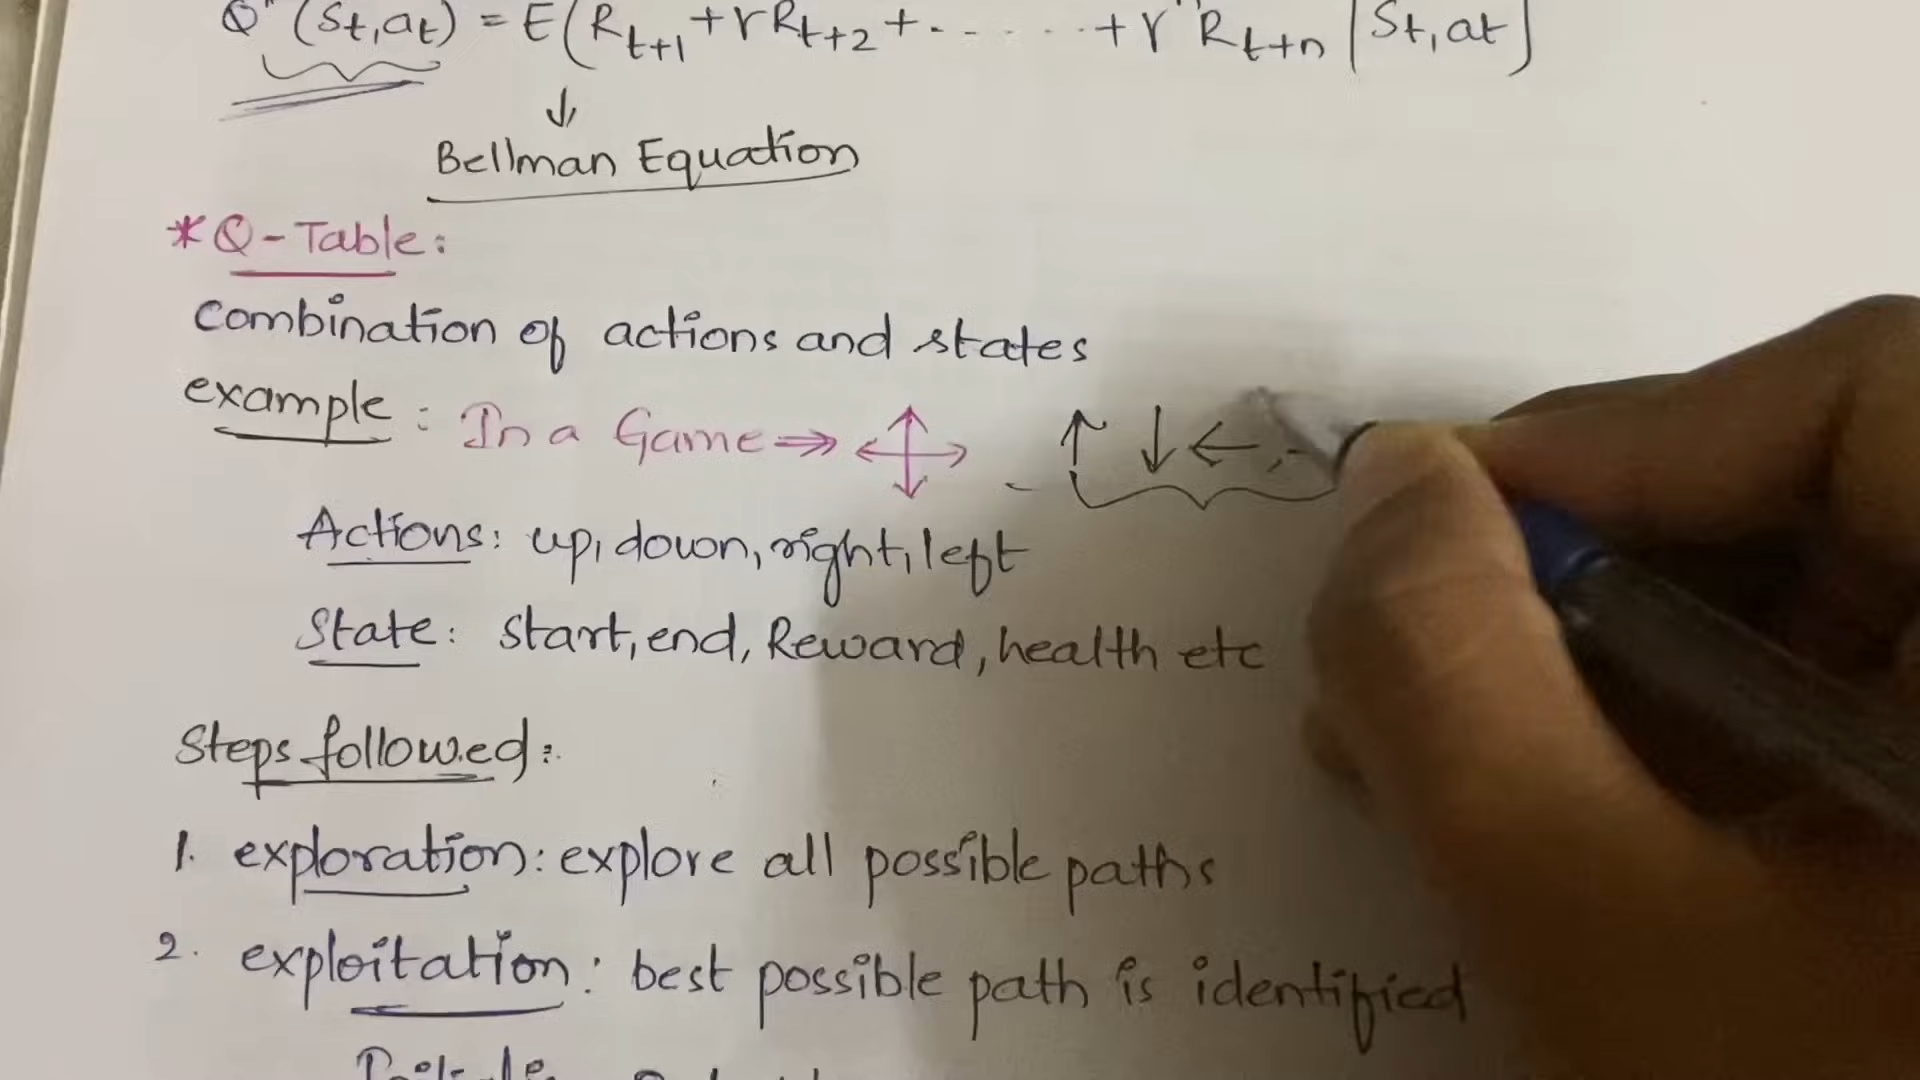 (St,at) = E(Rt+1 + γRt+2 + ...... + γ Rt+n | St,at]
↓
Bellman Equation
*Q-Table:
Combination of actions and states
example: In a Game ⇒ ↑ ↓ ←
Actions: up, down, right, left
State: start, end, Reward, health etc
Steps followed:
1. exploration: explore all possible paths
2. exploitation: best possible path is identified